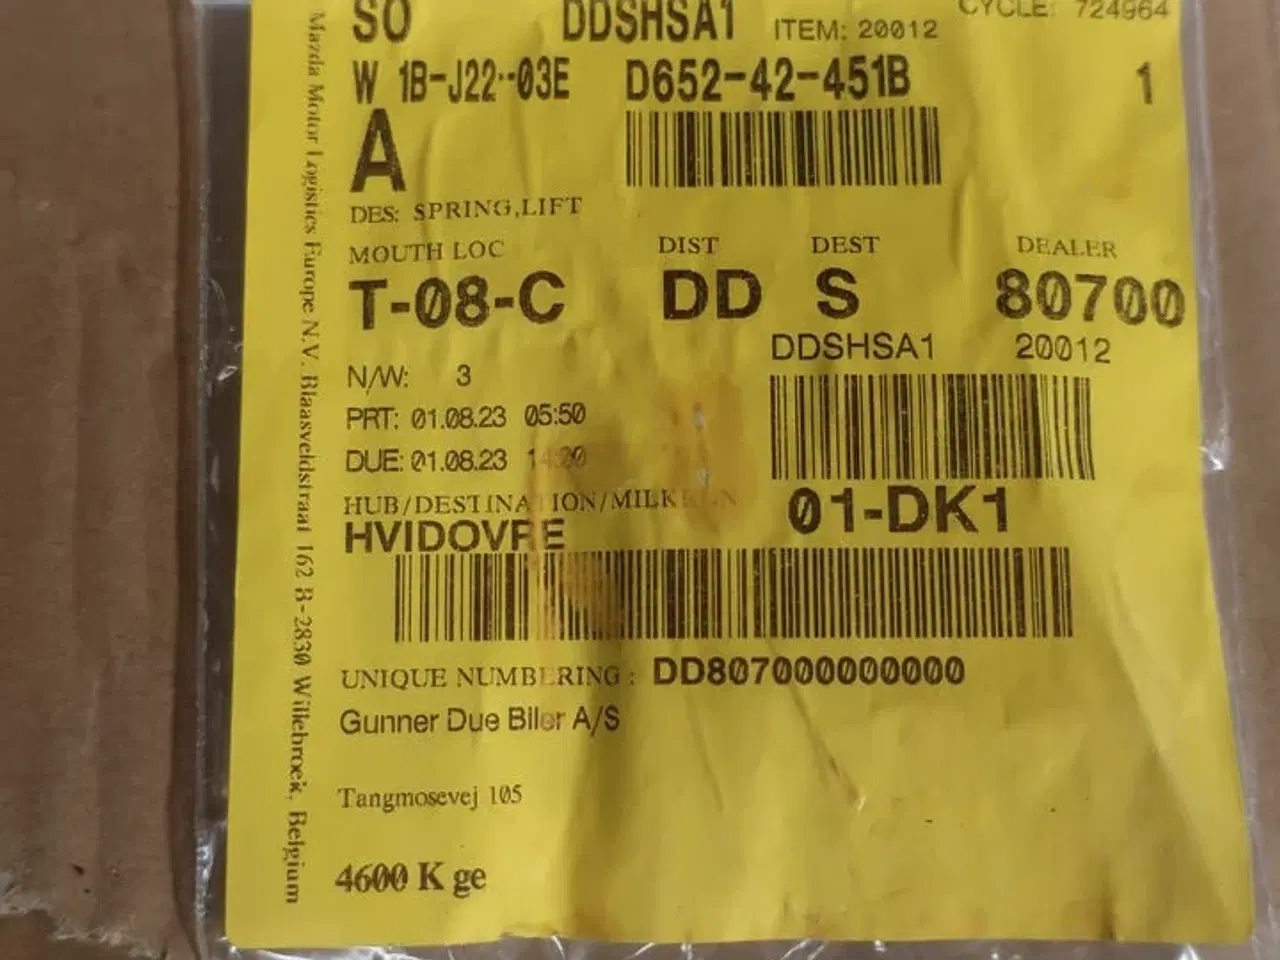 CYCLE: 724964
SO DDSHSA1 ITEM: 20012
W 1B-J22--03E D652-42-451B 1
A
DES: SPRING,LIFT
MOUTH LOC DIST DEST DEALER
T-08-C DD S 80700
DDSHSA1 20012
N/W: 3
PRT: 01.08.23 05:50
DUE: 01.08.23
HUB/DESTINATION/MILKRUN
HVIDOVRE 01-DK1
UNIQUE NUMBERING : DD807000000000
Gunner Due Biler A/S
Tangmosevej 105
4600 K ge
Mazda Motor Logistics Europe N.V. Blaasveldstraat 162 B-2830 Willebroek, Belgium